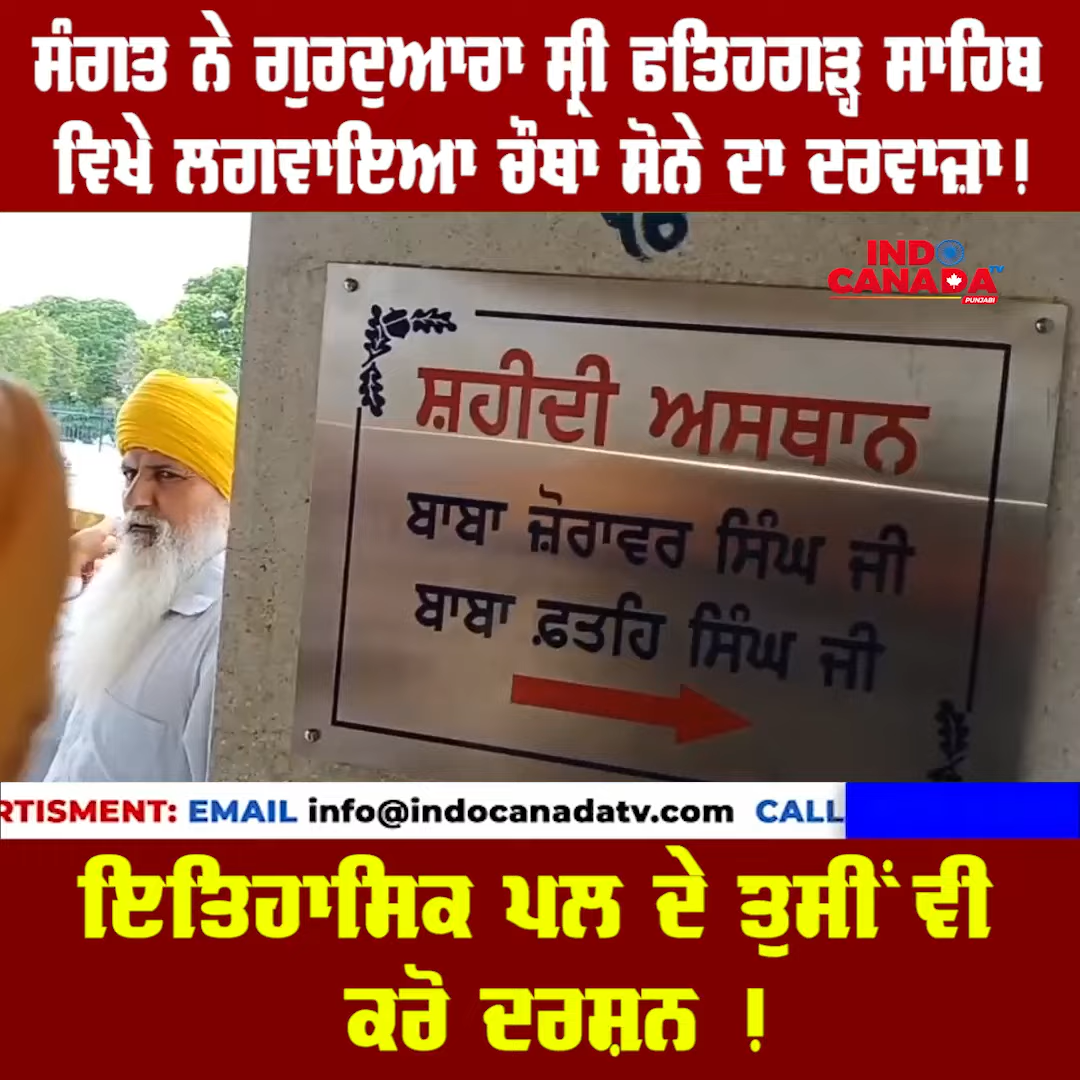 ਸੰਗਤ ਨੇ ਗੁਰਦੁਆਰਾ ਸ੍ਰੀ ਫਤਿਹਗੜ੍ਹ ਸਾਹਿਬ
ਵਿਖੇ ਲਗਵਾਇਆ ਚੌਥਾ ਸੋਨੇ ਦਾ ਦਰਵਾਜ਼ਾ!
੧੦
INDO
CANADA TV
PUNJABI
ਸ਼ਹੀਦੀ ਅਸਥਾਨ
ਬਾਬਾ ਜ਼ੋਰਾਵਰ ਸਿੰਘ ਜੀ
ਬਾਬਾ ਫ਼ਤਹਿ ਸਿੰਘ ਜੀ
RTISMENT: EMAIL info@indocanadatv.com CALL
ਇਤਿਹਾਸਿਕ ਪਲ ਦੇ ਤੁਸੀਂ ਵੀ
ਕਰੋ ਦਰਸ਼ਨ !